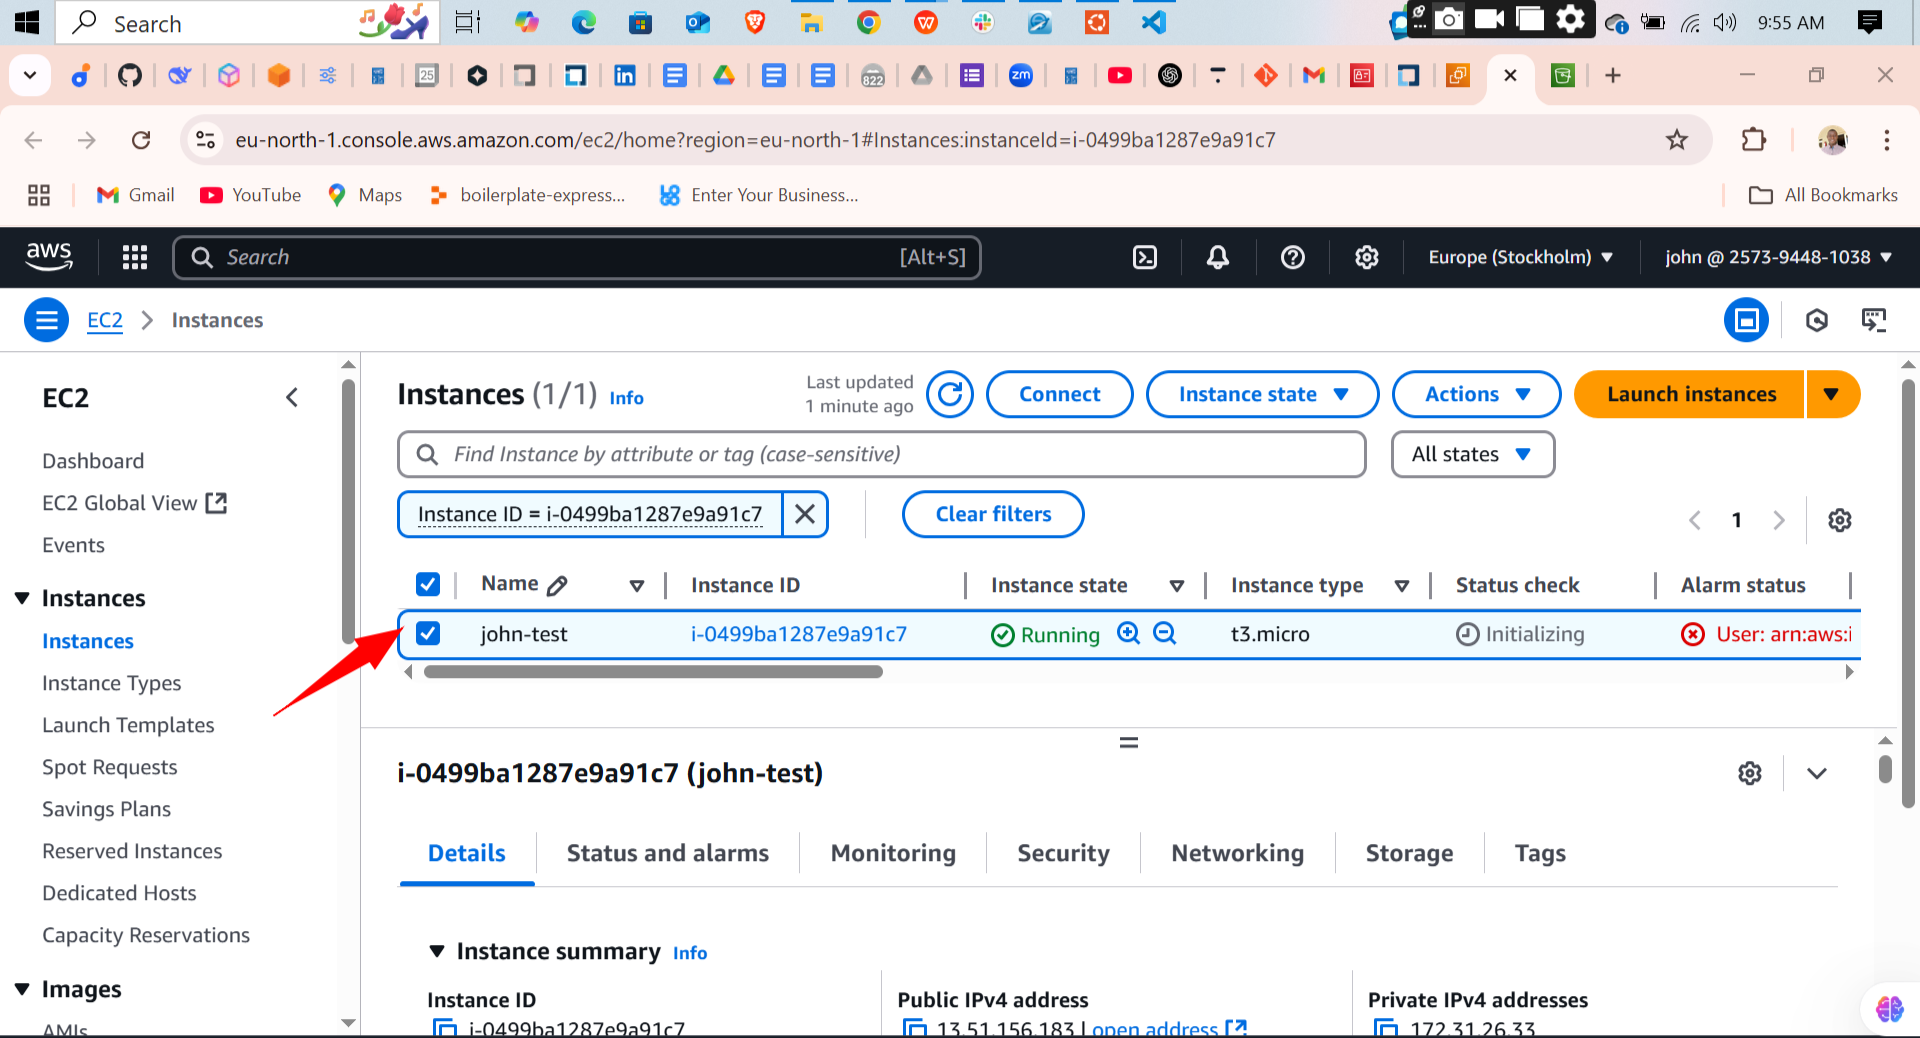 Search
9:55 AM
25
822
zm
eu-north-1.console.aws.amazon.com/ec2/home?region=eu-north-1#Instances:instanceId=i-0499ba1287e9a91c7
Gmail YouTube Maps boilerplate-express... Enter Your Business... All Bookmarks
aws Search [Alt+S] Europe (Stockholm) john @ 2573-9448-1038
EC2 Instances
EC2
Dashboard
EC2 Global View
Events
Instances
Instances
Instance Types
Launch Templates
Spot Requests
Savings Plans
Reserved Instances
Dedicated Hosts
Capacity Reservations
Images
AMIs
Instances (1/1) Info
Last updated
1 minute ago
Connect Instance state Actions Launch instances
Find Instance by attribute or tag (case-sensitive) All states
Instance ID = i-0499ba1287e9a91c7 Clear filters
1
Name Instance ID Instance state Instance type Status check Alarm status
john-test i-0499ba1287e9a91c7 Running t3.micro Initializing User: arn:aws:i
i-0499ba1287e9a91c7 (john-test)
Details Status and alarms Monitoring Security Networking Storage Tags
Instance summary Info
Instance ID Public IPv4 address Private IPv4 addresses
i-0499ba1287e9a91c7 13.51.156.183 | open address 172.31.26.33